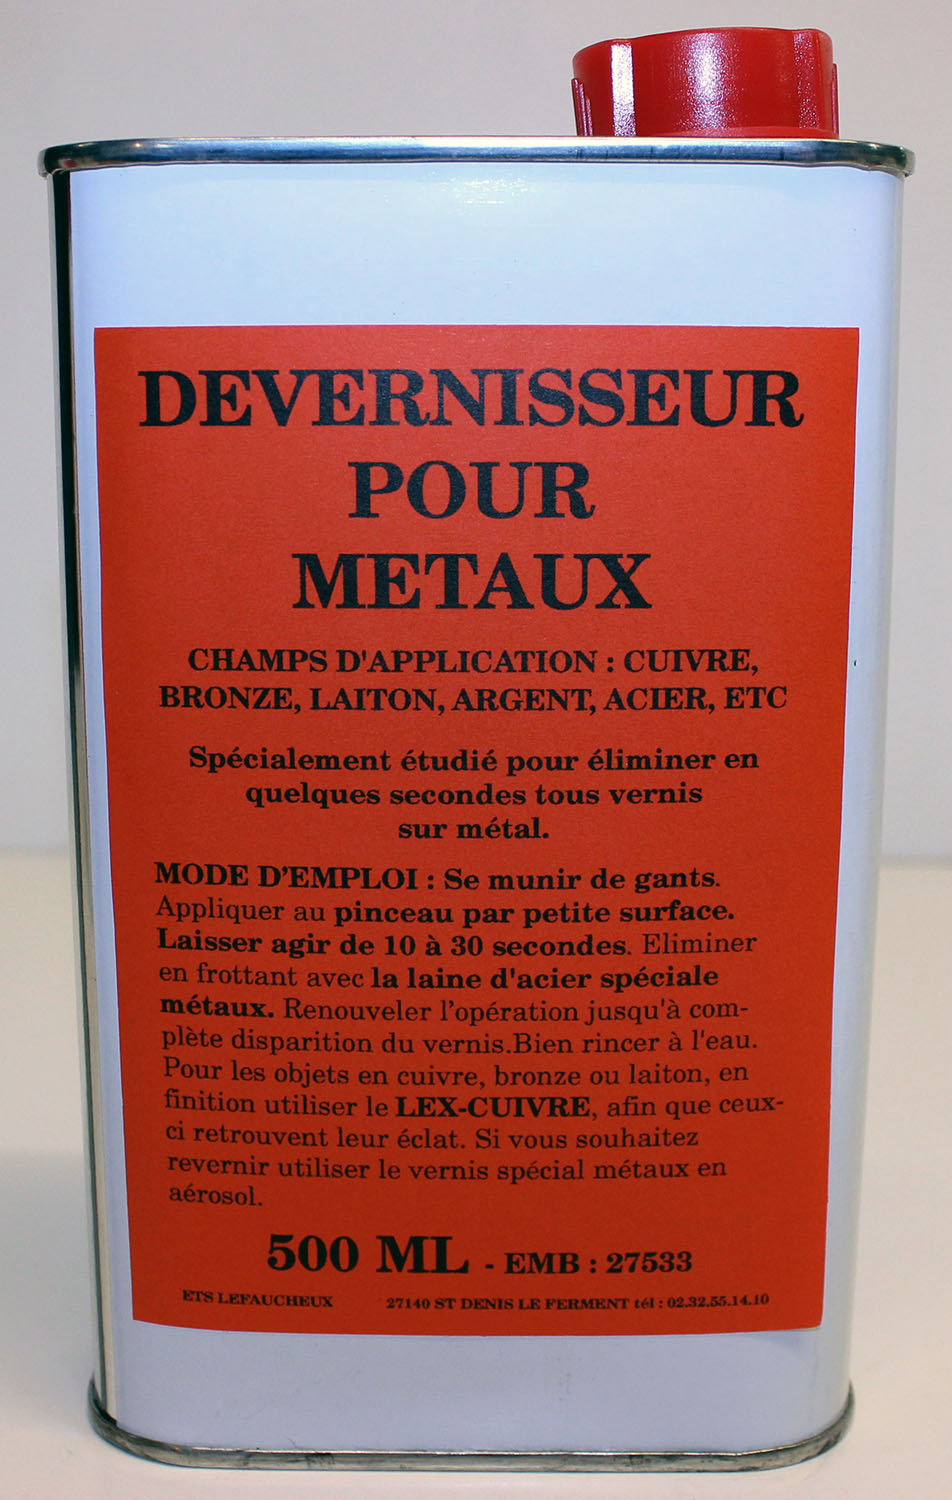 DEVERNISSEUR
POUR
METAUX
CHAMPS D'APPLICATION : CUIVRE,
BRONZE, LAITON, ARGENT, ACIER, ETC
Spécialement étudié pour éliminer en
quelques secondes tous vernis
sur métal.
MODE D'EMPLOI : Se munir de gants.
Appliquer au pinceau par petite surface.
Laisser agir de 10 à 30 secondes. Eliminer
en frottant avec la laine d'acier spéciale
métaux. Renouveler l'opération jusqu'à com-
plète disparition du vernis.Bien rincer à l'eau.
Pour les objets en cuivre, bronze ou laiton, en
finition utiliser le LEX-CUIVRE, afin que ceux-
ci retrouvent leur éclat. Si vous souhaitez
revernir utiliser le vernis spécial métaux en
aérosol.
500 ML - EMB : 27533
ETS LEFAUCHEUX 27140 ST DENIS LE FERMENT tél : 02.32.55.14.10